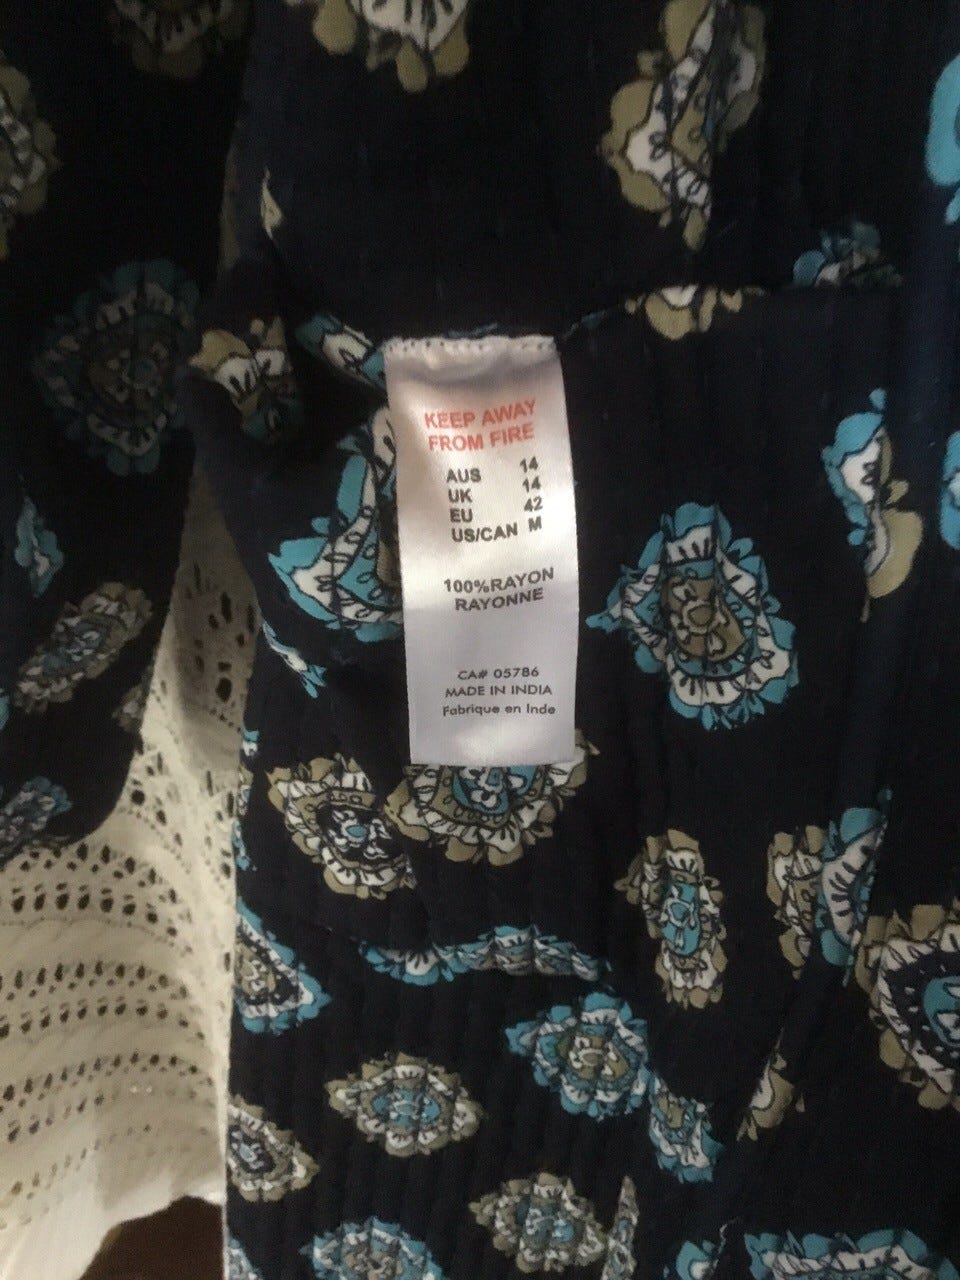 KEEP AWAY
FROM FIRE
AUS 14
UK 14
EU 42
US/CAN M
100%RAYON
RAYONNE
CA# 05786
MADE IN INDIA
Fabrique en Inde